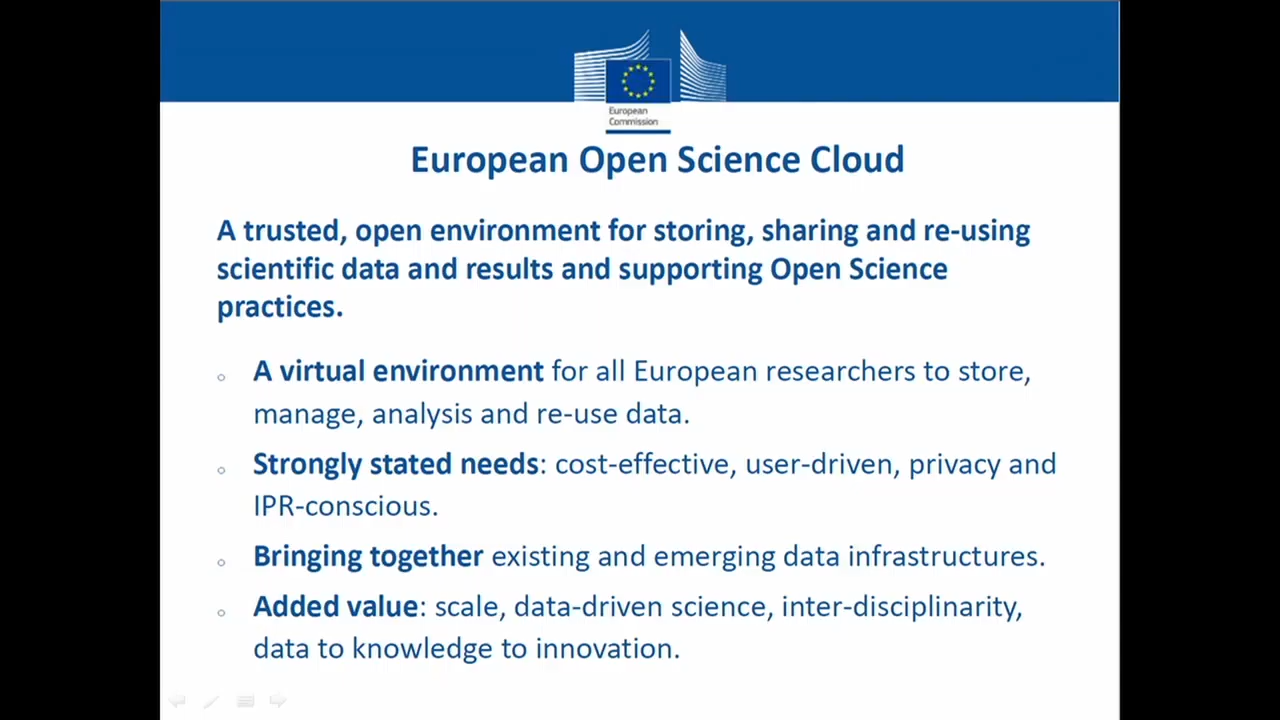 European
Commission
European Open Science Cloud
A trusted, open environment for storing, sharing and re-using
scientific data and results and supporting Open Science
practices.
A virtual environment for all European researchers to store,
manage, analysis and re-use data.
Strongly stated needs: cost-effective, user-driven, privacy and
IPR-conscious.
Bringing together existing and emerging data infrastructures.
Added value: scale, data-driven science, inter-disciplinarity,
data to knowledge to innovation.